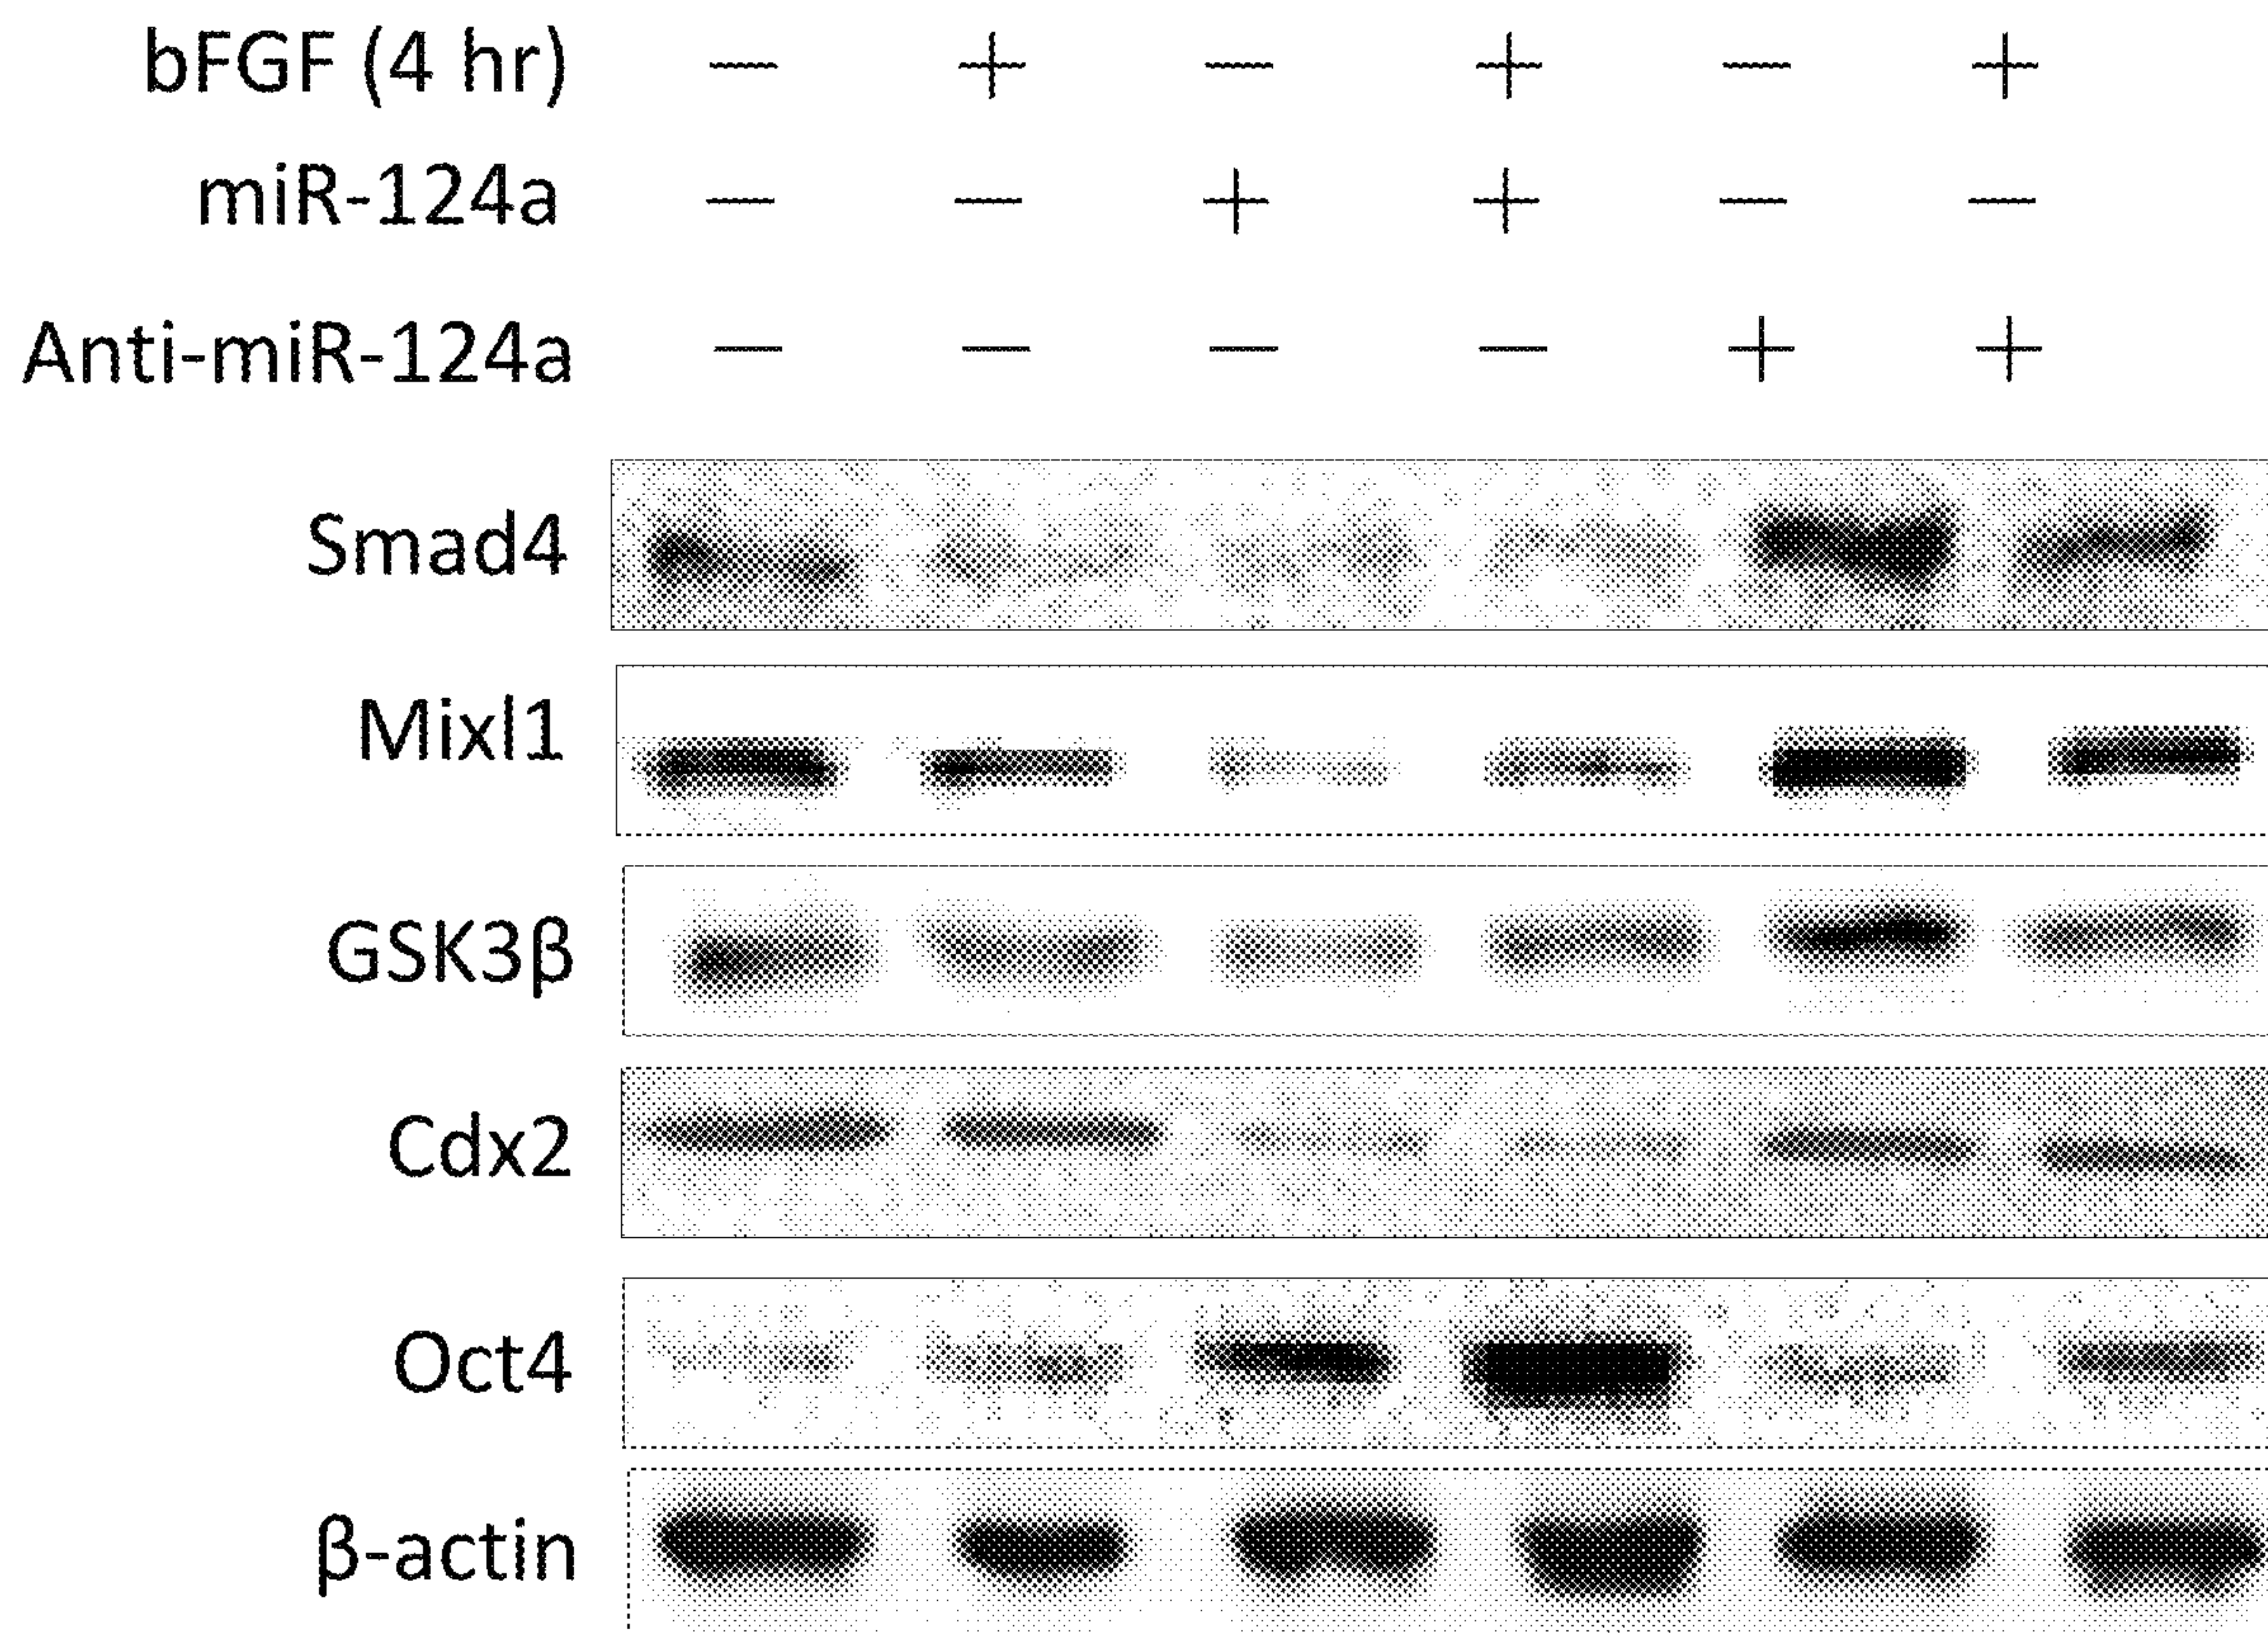 bFGF (4 hr) — + — + — +
miR-124a — — + + — —
Anti-miR-124a — — — — + +
Smad4
Mixl1
GSK3β
Cdx2
Oct4
β-actin